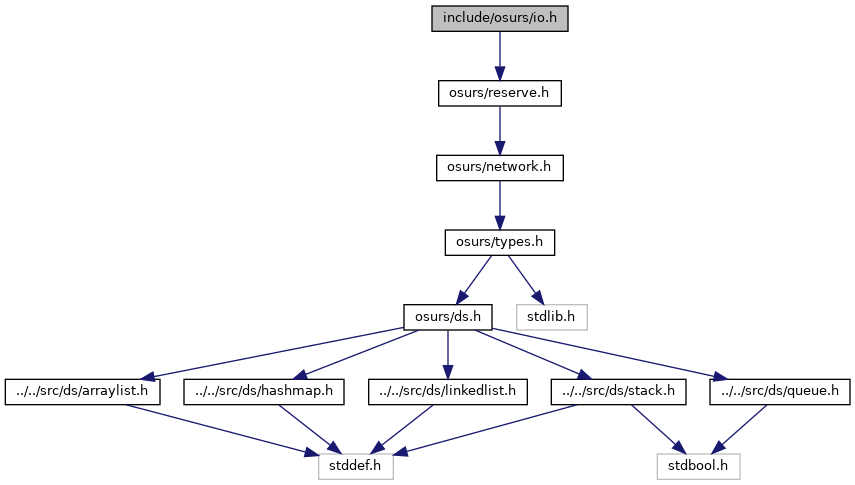 include/osurs/io.h
osurs/reserve.h
osurs/network.h
osurs/types.h
osurs/ds.h
stdlib.h
../../src/ds/arraylist.h
../../src/ds/hashmap.h
../../src/ds/linkedlist.h
../../src/ds/stack.h
../../src/ds/queue.h
stddef.h
stdbool.h